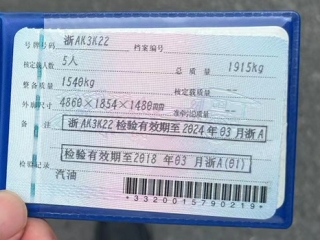 号牌号码 浙AK3K22 档案编号
核定载人数 5人 总质量 1915kg
整备质量 1540kg 核定载质量 --
外廓尺寸 4860×1854×1480mm 准牵引总质量 --
备注 浙AK3K22 检验有效期至2024年03月浙A
检验有效期至2018年03月浙A(01)
检验记录
汽油
*3320015790219*